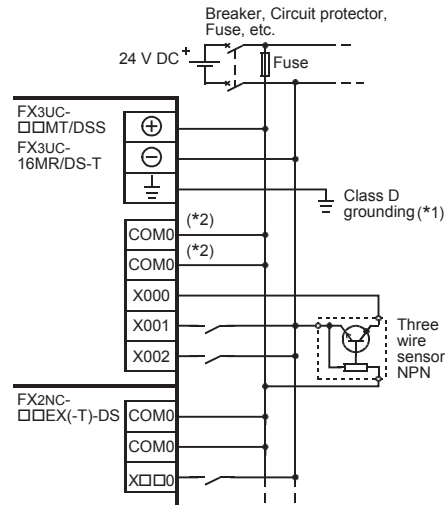 Breaker, Circuit protector,
Fuse, etc.
24 V DC
+
Fuse
FX3UC-
□□MT/DSS
FX3UC-
16MR/DS-T
⊕
⊖
Class D
grounding (*1)
COM0
(*2)
COM0
(*2)
X000
X001
X002
Three
wire
sensor
NPN
FX2NC-
□□EX(-T)-DS
COM0
COM0
X□□0